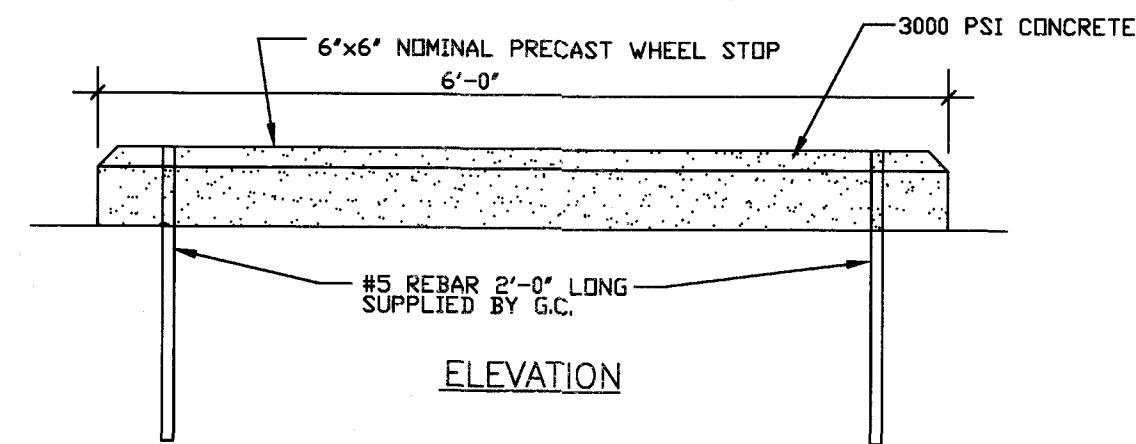 3000 PSI CONCRETE
6"x6" NOMINAL PRECAST WHEEL STOP
6'-0"
#5 REBAR 2'-0" LONG
SUPPLIED BY G.C.
ELEVATION